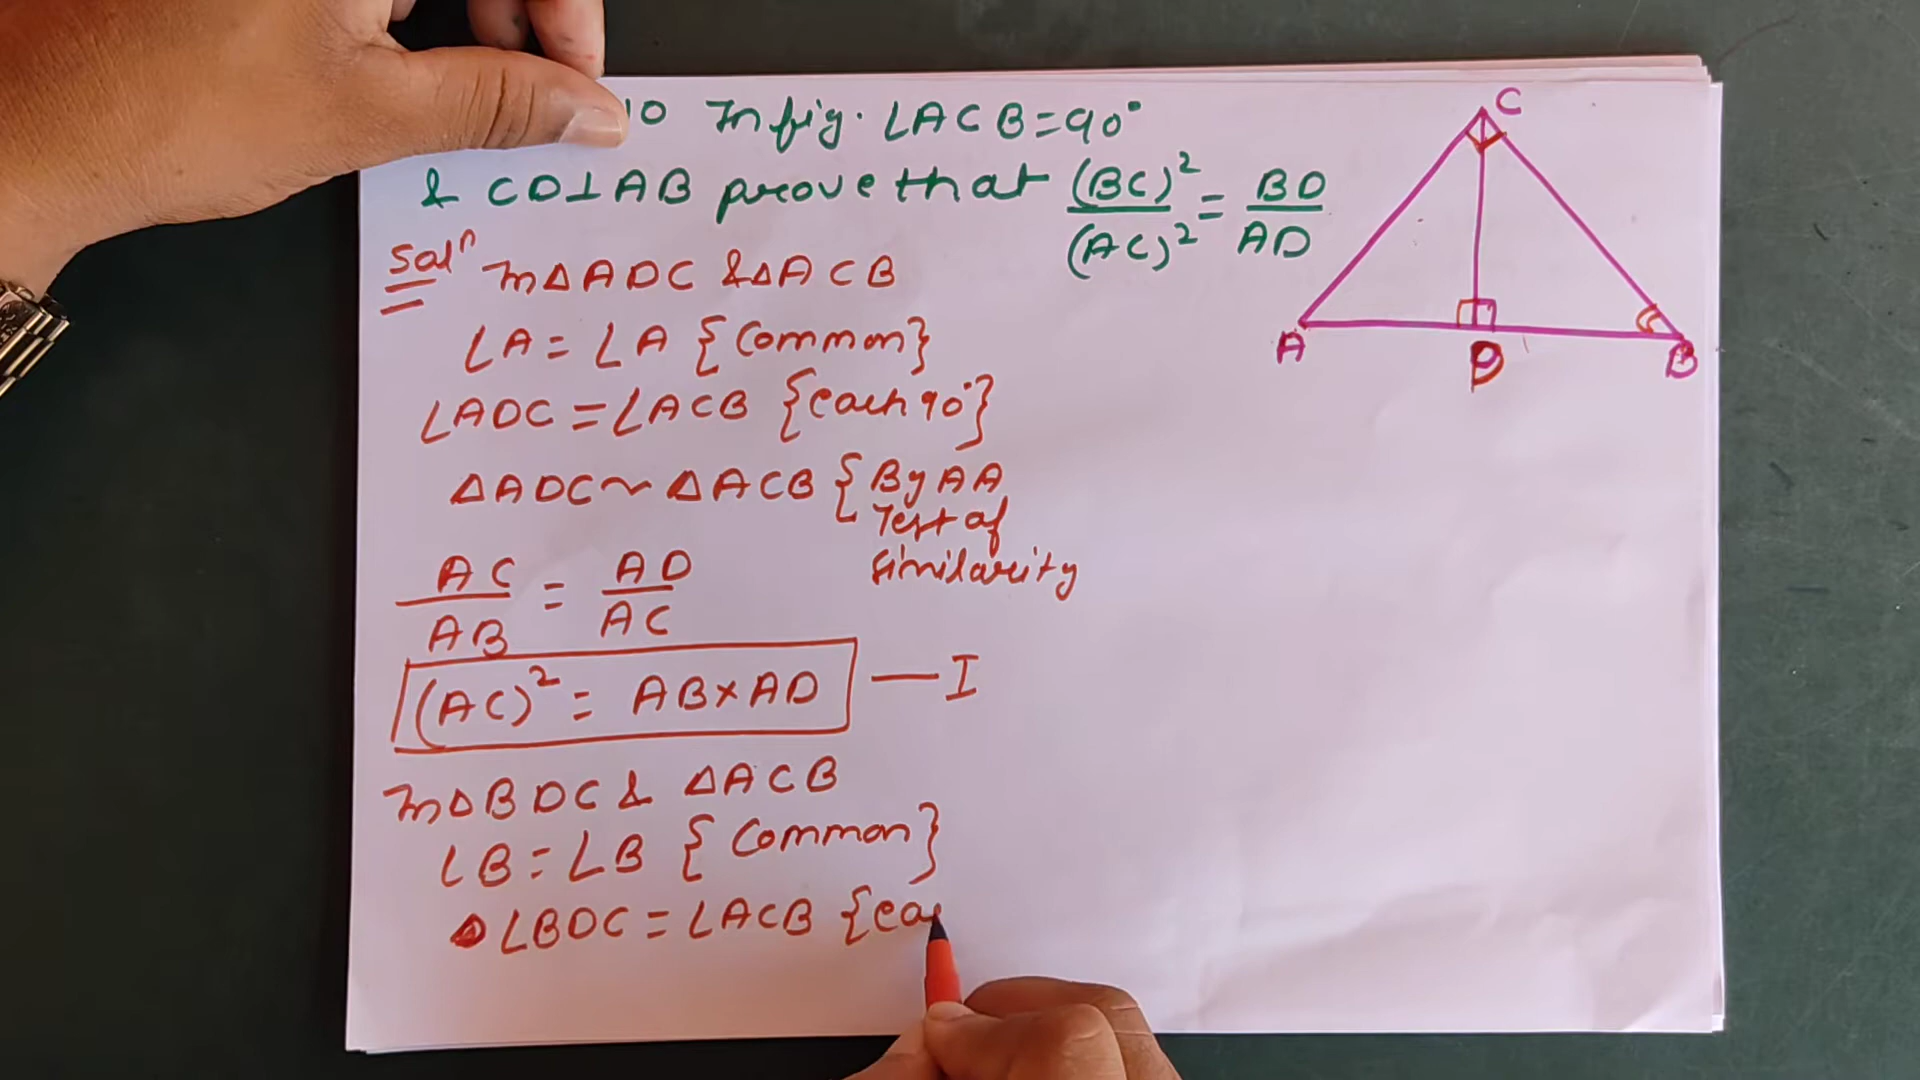 10 In fig. ∠ACB=90°
& CD⊥AB prove that (BC)²/(AC)² = BD/AD
Solⁿ In △ADC & △ACB
∠A = ∠A {Common}
∠ADC = ∠ACB {each 90°}
△ADC ~ △ACB {By AA
Test of
Similarity
AC/AB = AD/AC
(AC)² = AB×AD — I
In △BDC & △ACB
∠B = ∠B {Common}
∠BDC = ∠ACB {ea
C
A
D
B